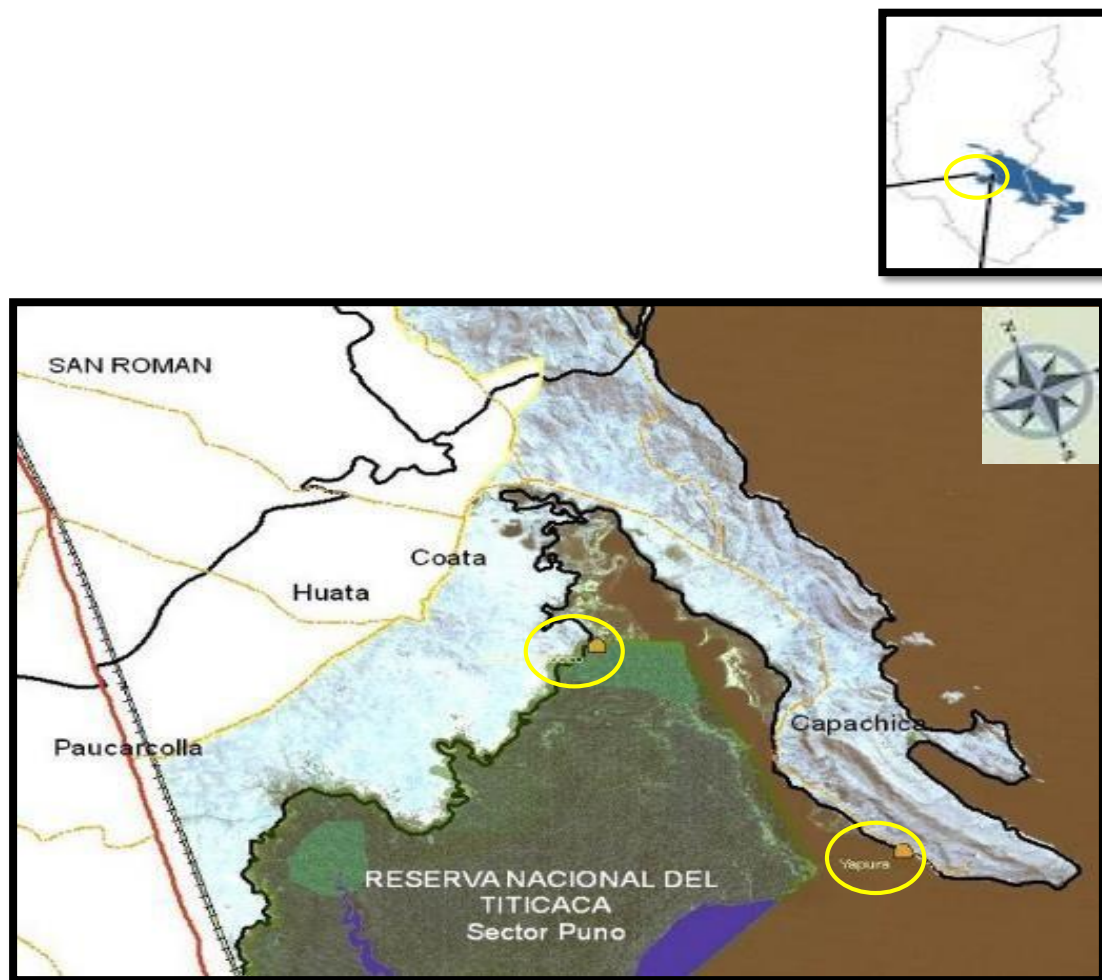 SAN ROMAN
Coata
Huata
Capachica
Paucarcolla
Yapura
RESERVA NACIONAL DEL
TITICACA
Sector Puno